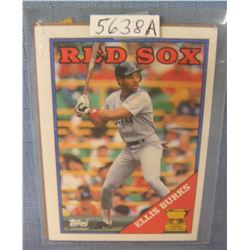 5638A
RED SOX
ELLIS BURKS
Topps